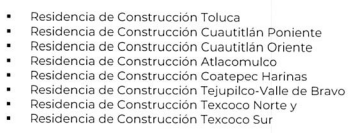 ▪ Residencia de Construcción Toluca
▪ Residencia de Construcción Cuautitlán Poniente
▪ Residencia de Construcción Cuautitlán Oriente
▪ Residencia de Construcción Atlacomulco
▪ Residencia de Construcción Coatepec Harinas
▪ Residencia de Construcción Tejupilco-Valle de Bravo
▪ Residencia de Construcción Texcoco Norte y
▪ Residencia de Construcción Texcoco Sur